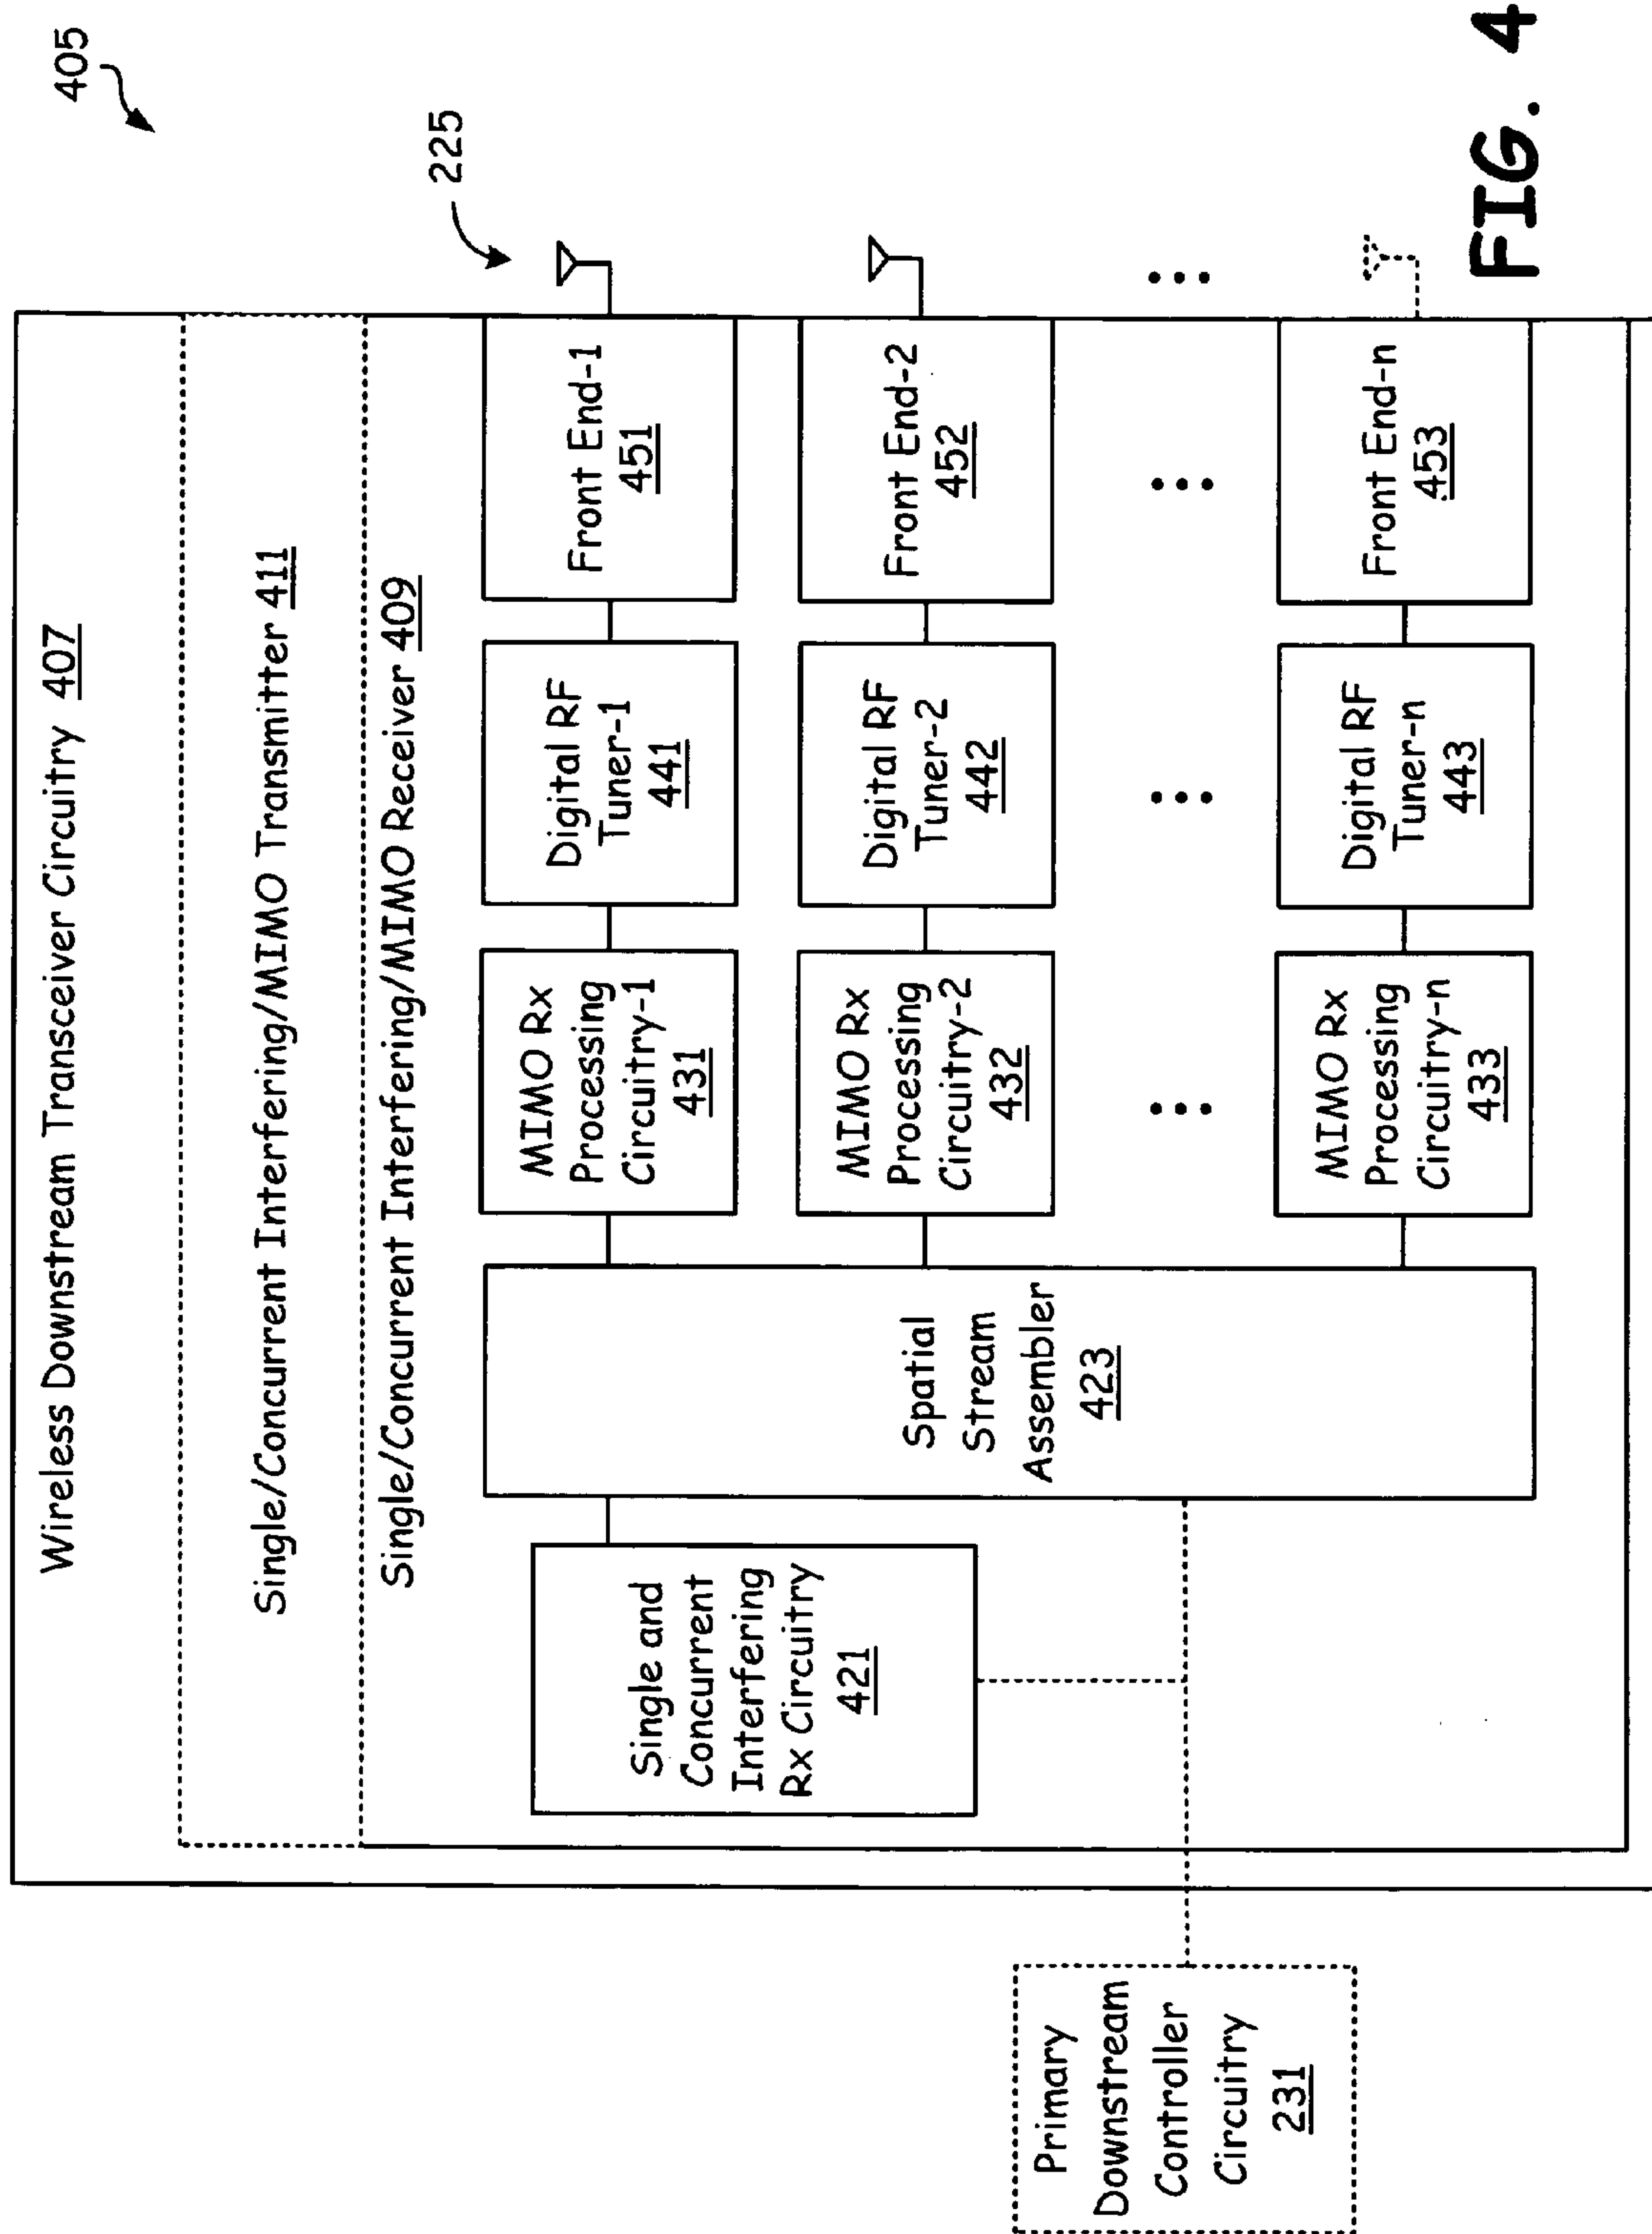 405
Wireless Downstream Transceiver Circuitry 407
Single/Concurrent Interfering/MIMO Transmitter 411
Single/Concurrent Interfering/MIMO Receiver 409
225
Single and
Concurrent
Interfering
Rx Circuitry
421
Spatial
Stream
Assembler
423
MIMO Rx
Processing
Circuitry-1
431
Digital RF
Tuner-1
441
Front End-1
451
MIMO Rx
Processing
Circuitry-2
432
Digital RF
Tuner-2
442
Front End-2
452
MIMO Rx
Processing
Circuitry-n
433
Digital RF
Tuner-n
443
Front End-n
453
Primary
Downstream
Controller
Circuitry
231
FIG. 4